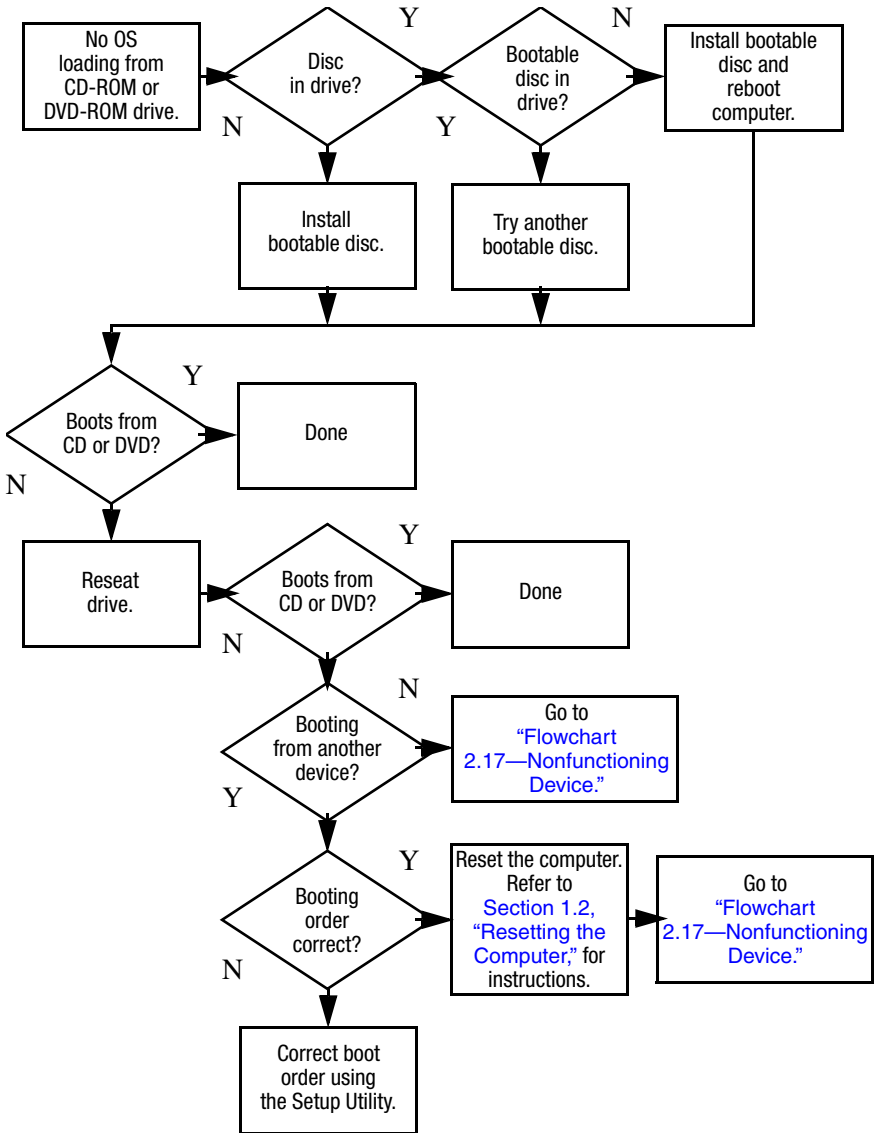 No OS
loading from
CD-ROM or
DVD-ROM drive.
Disc
in drive?
Y
N
Bootable
disc in
drive?
N
Y
Install bootable
disc and
reboot
computer.
Install
bootable disc.
Try another
bootable disc.
Boots from
CD or DVD?
Y
N
Done
Reseat
drive.
Boots from
CD or DVD?
Y
N
Done
Booting
from another
device?
N
Y
Go to
“Flowchart
2.17—Nonfunctioning
Device.”
Booting
order
correct?
Y
N
Reset the computer.
Refer to
Section 1.2,
“Resetting the
Computer,” for
instructions.
Go to
“Flowchart
2.17—Nonfunctioning
Device.”
Correct boot
order using
the Setup Utility.